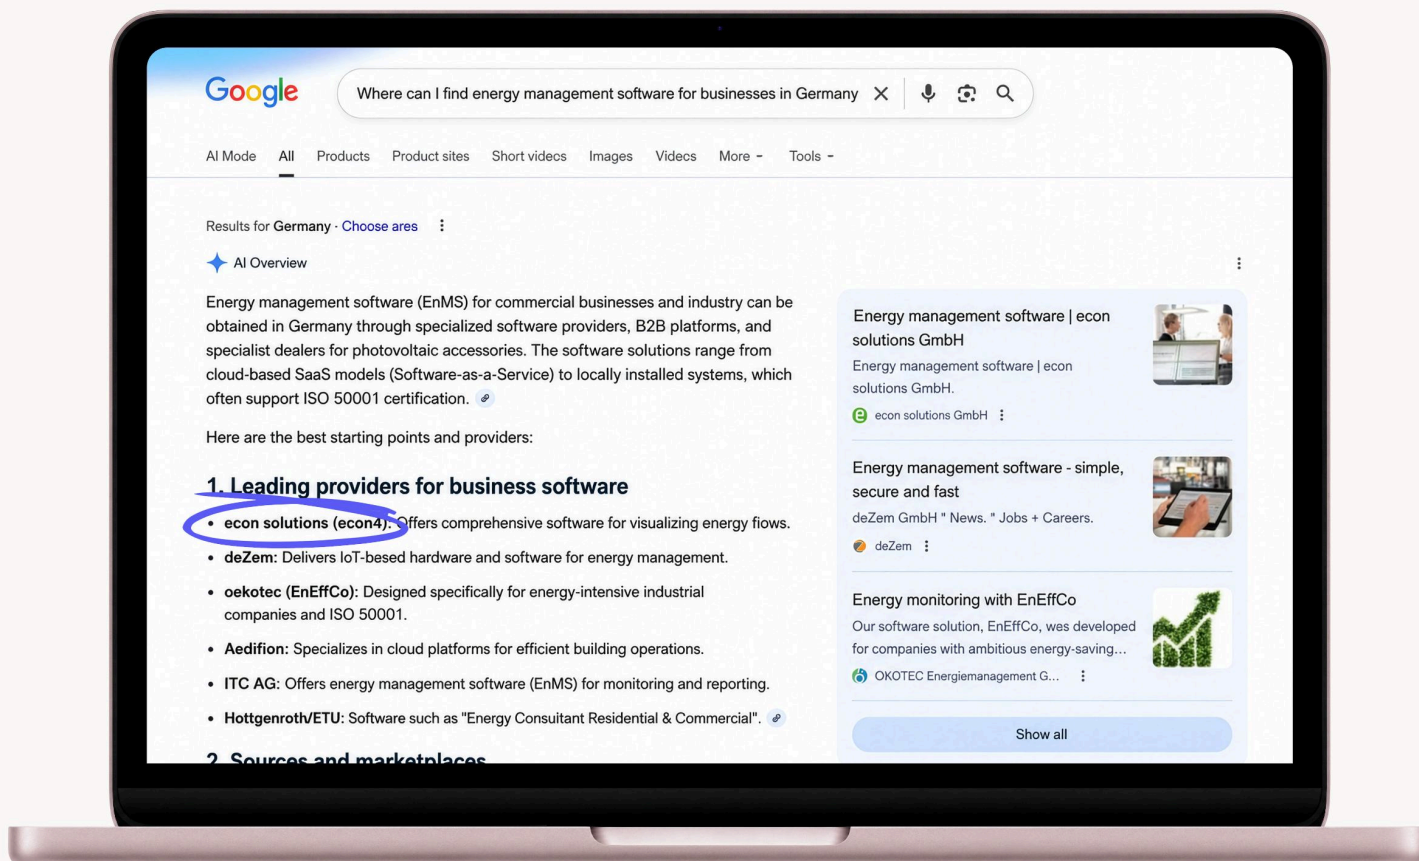 Google
Where can I find energy management software for businesses in Germany
AI Mode
All
Products
Product sites
Short videos
Images
Videcs
More
Tools
Results for Germany · Choose ares
AI Overview
Energy management software (EnMS) for commercial businesses and industry can be
obtained in Germany through specialized software providers, B2B platforms, and
specialist dealers for photovoltaic accessories. The software solutions range from
cloud-based SaaS models (Software-as-a-Service) to locally installed systems, which
often support ISO 50001 certification.
Here are the best starting points and providers:
1. Leading providers for business software
• econ solutions (econ4): Offers comprehensive software for visualizing energy flows.
• deZem: Delivers IoT-besed hardware and software for energy management.
• oekotec (EnEffCo): Designed specifically for energy-intensive industrial
companies and ISO 50001.
• Aedifion: Specializes in cloud platforms for efficient building operations.
• ITC AG: Offers energy management software (EnMS) for monitoring and reporting.
• Hottgenroth/ETU: Software such as "Energy Consuitant Residential & Commercial".
2. Sources and marketplaces
Energy management software | econ
solutions GmbH
Energy management software | econ
solutions GmbH.
econ solutions GmbH
Energy management software - simple,
secure and fast
deZem GmbH " News. " Jobs + Careers.
deZem
Energy monitoring with EnEffCo
Our software solution, EnEffCo, wes developed
for companies with ambitious energy-saving...
OKOTEC Energiemanagement G...
Show all